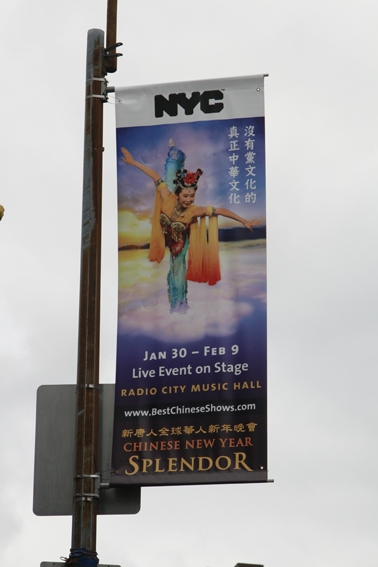 NYC
沒有黨文化的
真正中華文化
JAN 30 – FEB 9
Live Event on Stage
RADIO CITY MUSIC HALL
www.BestChineseShows.com
新唐人全球華人新年晚會
CHINESE NEW YEAR
SPLENDOR